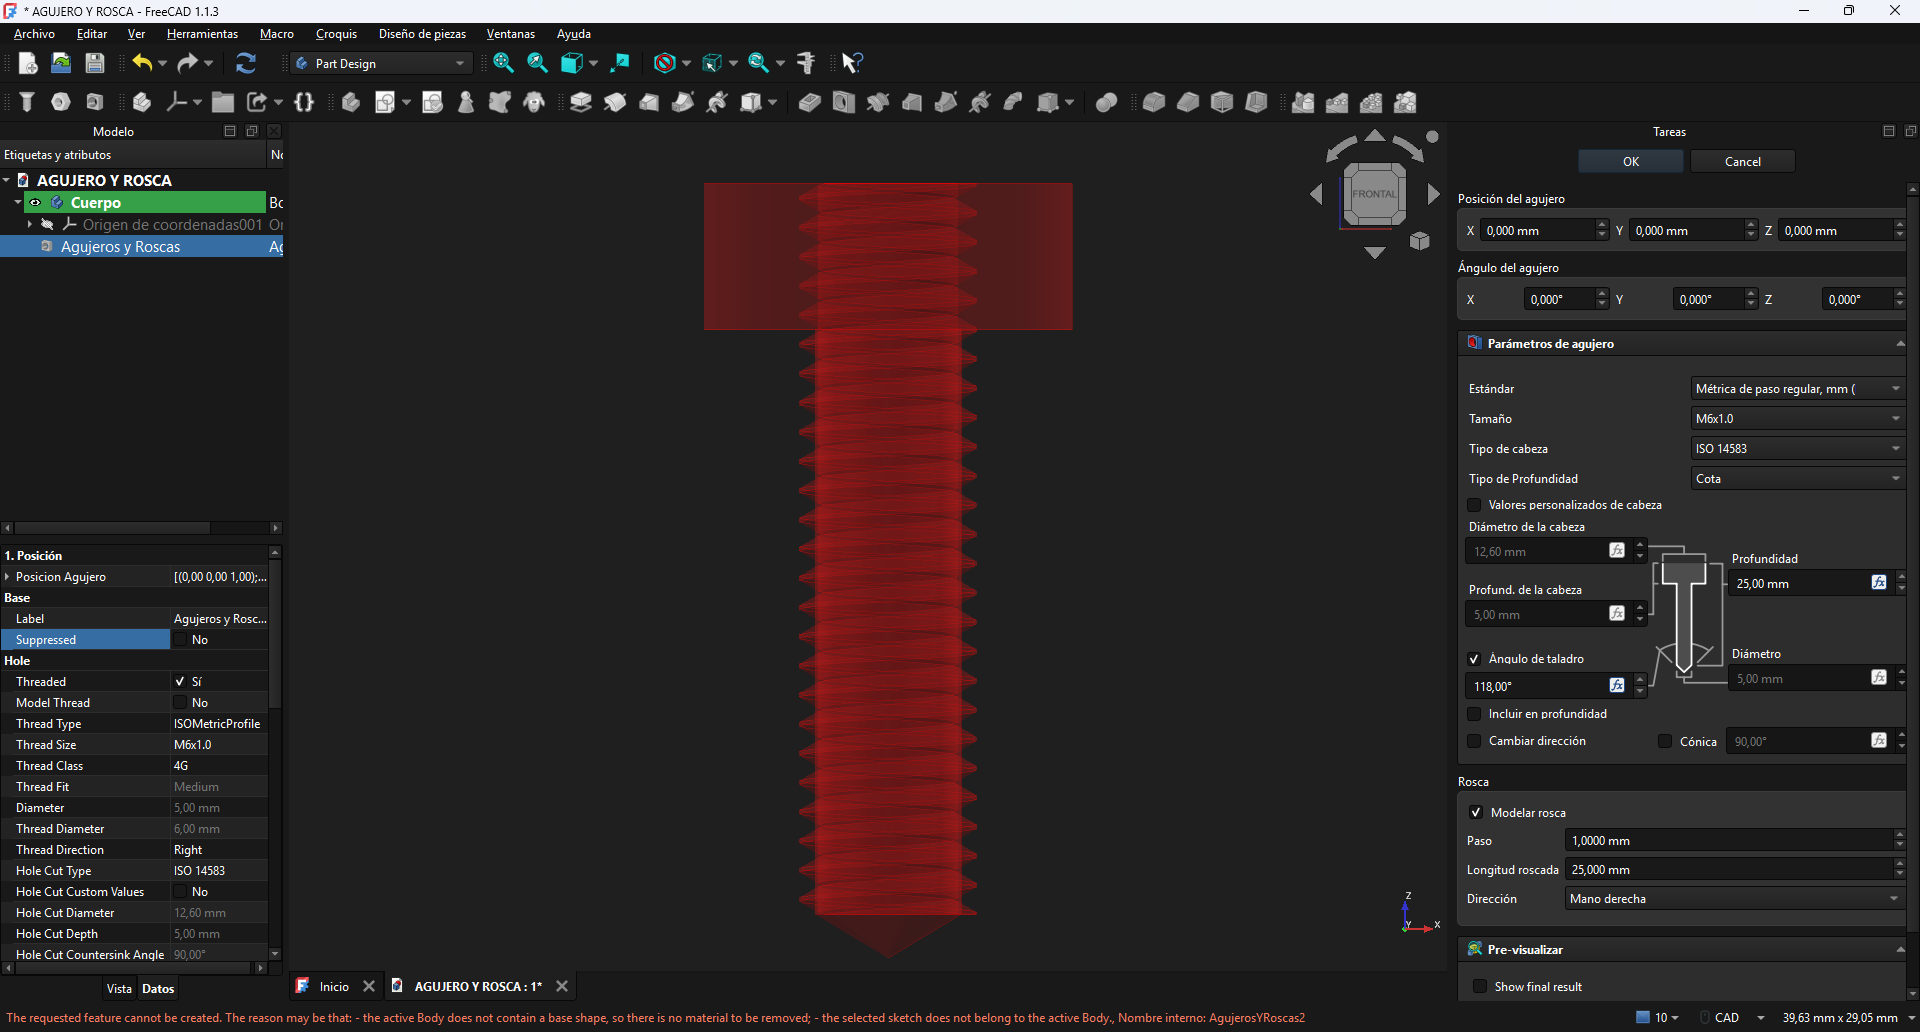 * AGUJERO Y ROSCA - FreeCAD 1.1.3
Archivo Editar Ver Herramientas Macro Croquis Diseño de piezas Ventanas Ayuda
Part Design
Modelo
Etiquetas y atributos
AGUJERO Y ROSCA
Cuerpo
Origen de coordenadas001
Agujeros y Roscas
1. Posición
Posicion Agujero [(0,00 0,00 1,00);...
Base
Label Agujeros y Rosc...
Suppressed No
Hole
Threaded Sí
Model Thread No
Thread Type ISOMetricProfile
Thread Size M6x1.0
Thread Class 4G
Thread Fit Medium
Diameter 5,00 mm
Thread Diameter 6,00 mm
Thread Direction Right
Hole Cut Type ISO 14583
Hole Cut Custom Values No
Hole Cut Diameter 12,60 mm
Hole Cut Depth 5,00 mm
Hole Cut Countersink Angle 90,00°
Vista Datos
FRONTAL
Z
Y
X
Inicio
AGUJERO Y ROSCA : 1*
Tareas
OK Cancel
Posición del agujero
X 0,000 mm Y 0,000 mm Z 0,000 mm
Ángulo del agujero
X 0,000° Y 0,000° Z 0,000°
Parámetros de agujero
Estándar Métrica de paso regular, mm (
Tamaño M6x1.0
Tipo de cabeza ISO 14583
Tipo de Profundidad Cota
Valores personalizados de cabeza
Diámetro de la cabeza
12,60 mm fx
Profund. de la cabeza
5,00 mm fx
Profundidad
25,00 mm fx
Ángulo de taladro
118,00° fx
Diámetro
5,00 mm fx
Incluir en profundidad
Cambiar dirección
Cónica 90,00° fx
Rosca
Modelar rosca
Paso 1,0000 mm
Longitud roscada 25,000 mm
Dirección Mano derecha
Pre-visualizar
Show final result
The requested feature cannot be created. The reason may be that: - the active Body does not contain a base shape, so there is no material to be removed; - the selected sketch does not belong to the active Body., Nombre interno: AgujerosYRoscas2
10 CAD 39,63 mm x 29,05 mm